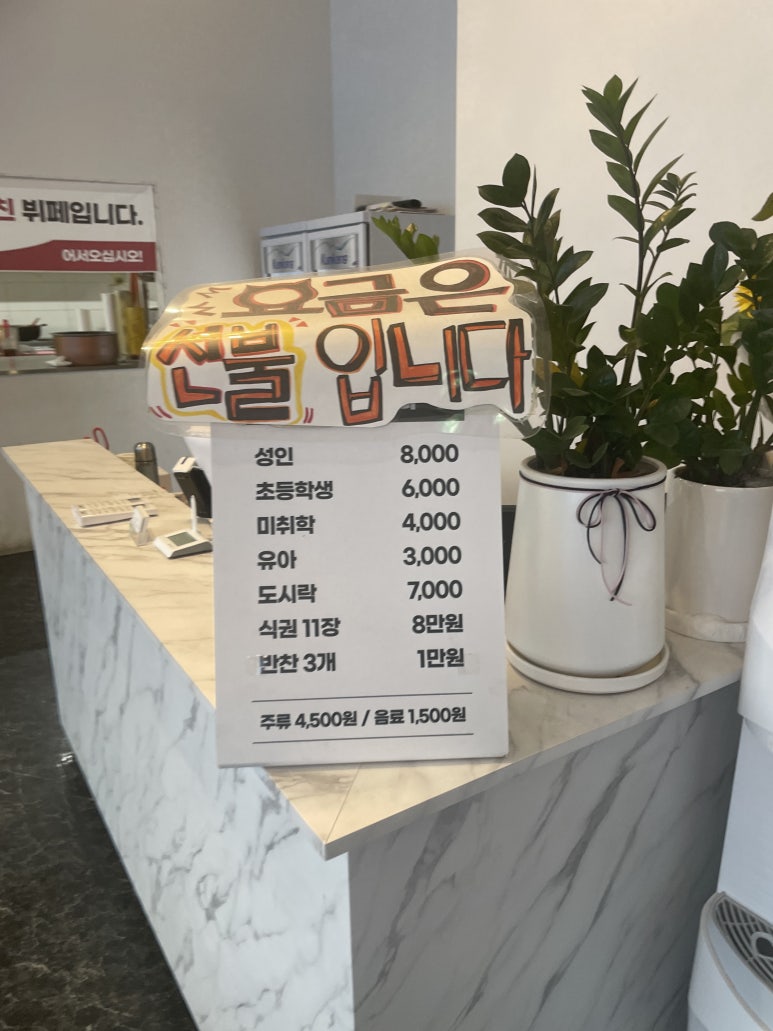 친 뷔페입니다.
어서오십시오!
요금은
선불 입니다
성인 8,000
초등학생 6,000
미취학 4,000
유아 3,000
도시락 7,000
식권 11장 8만원
반찬 3개 1만원
주류 4,500원 / 음료 1,500원